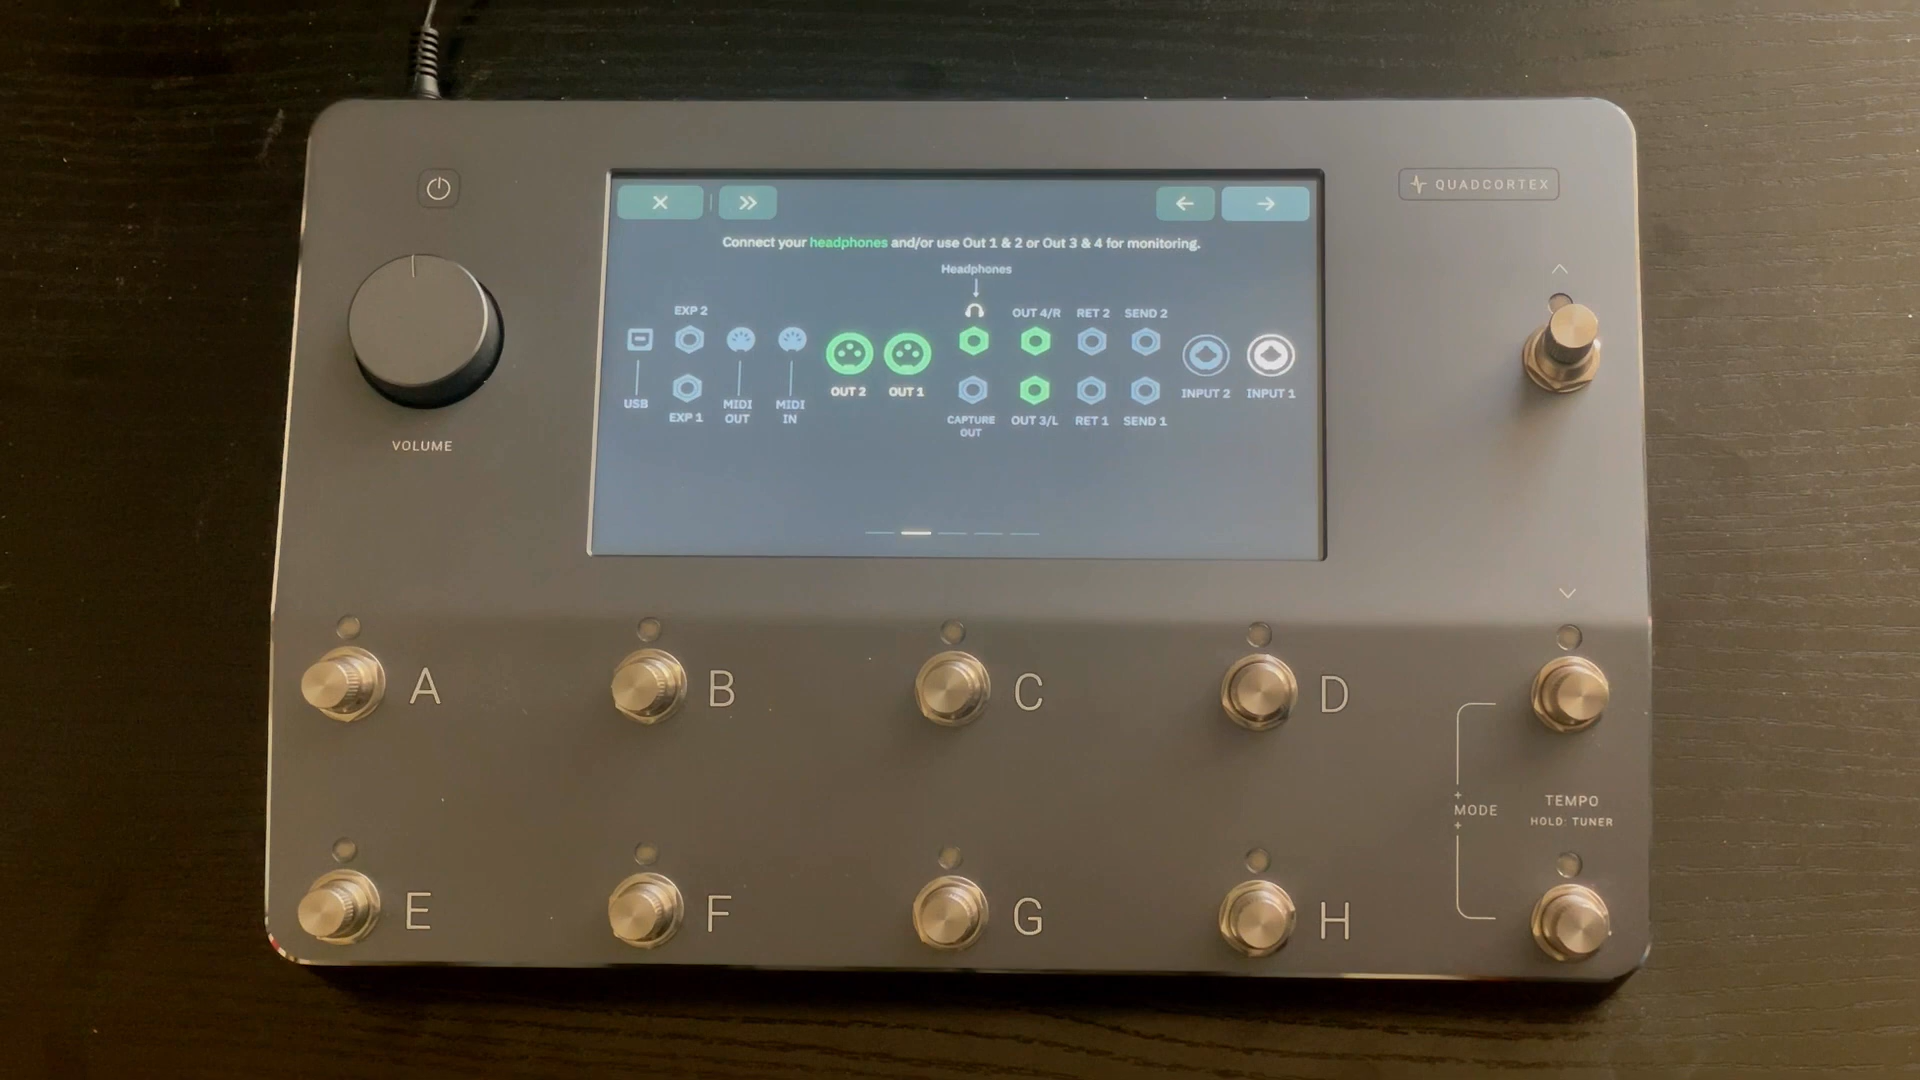 QUADCORTEX
Connect your headphones and/or use Out 1 & 2 or Out 3 & 4 for monitoring.
Headphones
EXP 2
OUT 4/R
RET 2
SEND 2
OUT 2
OUT 1
INPUT 2
INPUT 1
USB
EXP 1
MIDI
OUT
MIDI
IN
CAPTURE
OUT
OUT 3/L
RET 1
SEND 1
VOLUME
A
B
C
D
MODE
TEMPO
HOLD: TUNER
E
F
G
H